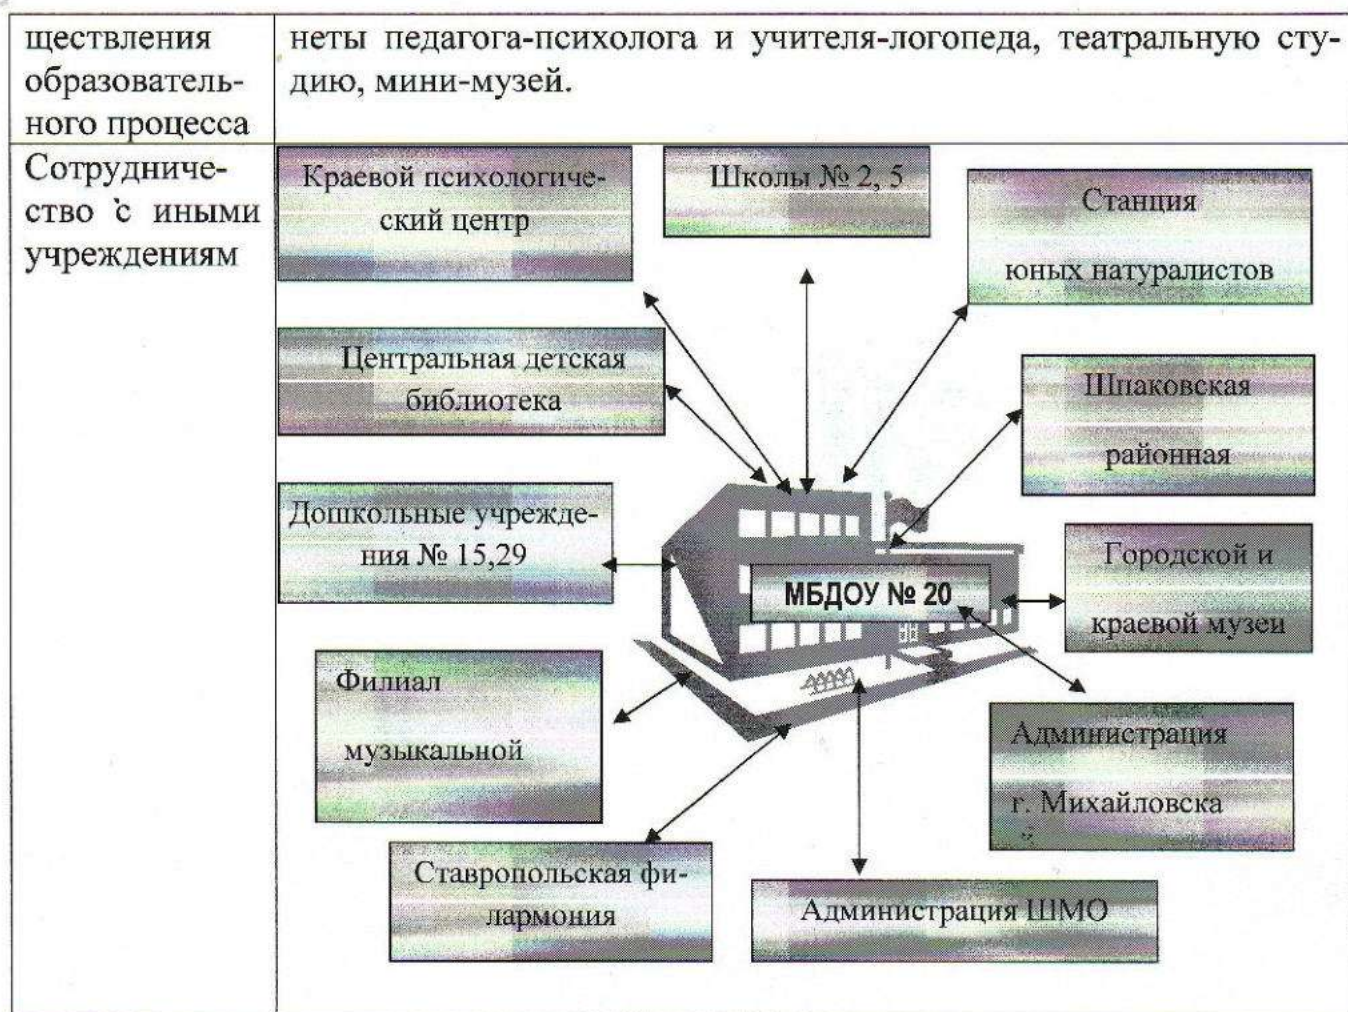 ществления
образователь-
ного процесса
неты педагога-психолога и учителя-логопеда, театральную сту-
дию, мини-музей.
Сотрудниче-
ство с иными
учреждениям
Краевой психологиче-
ский центр
Школы № 2, 5
Станция
юных натуралистов
Центральная детская
библиотека
Шпаковская
районная
Дошкольные учрежде-
ния № 15,29
МБДОУ № 20
Городской и
краевой музеи
Филиал
музыкальной
Администрация
г. Михайловска
Ставропольская фи-
лармония
Администрация ШМО